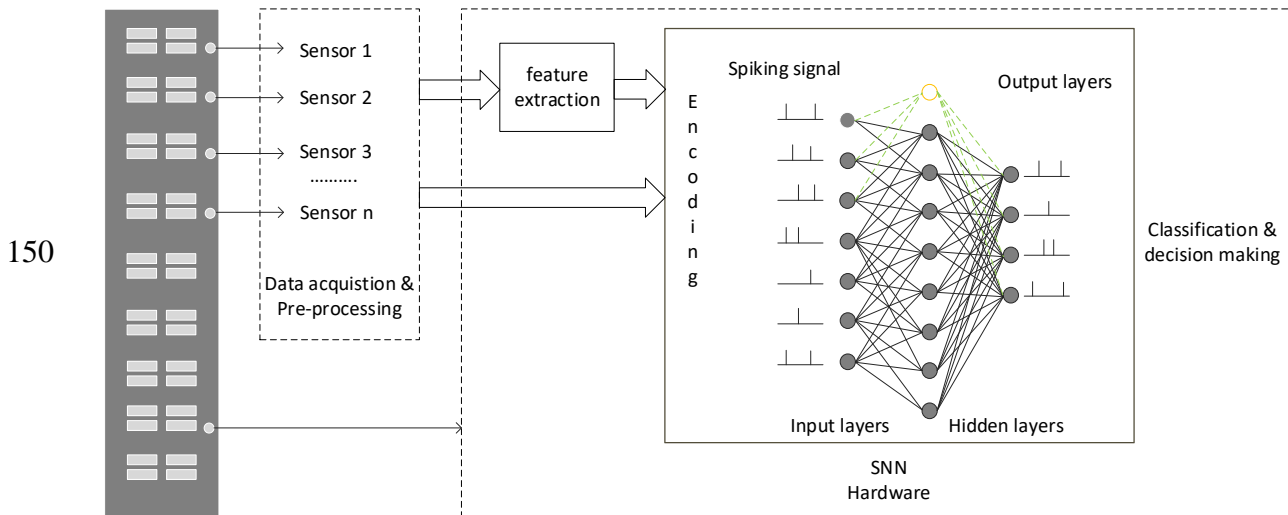 150
Sensor 1
Sensor 2
Sensor 3
..........
Sensor n
Data acquistion &
Pre-processing
feature
extraction
Encoding
Spiking signal
Output layers
Input layers
Hidden layers
SNN
Hardware
Classification &
decision making